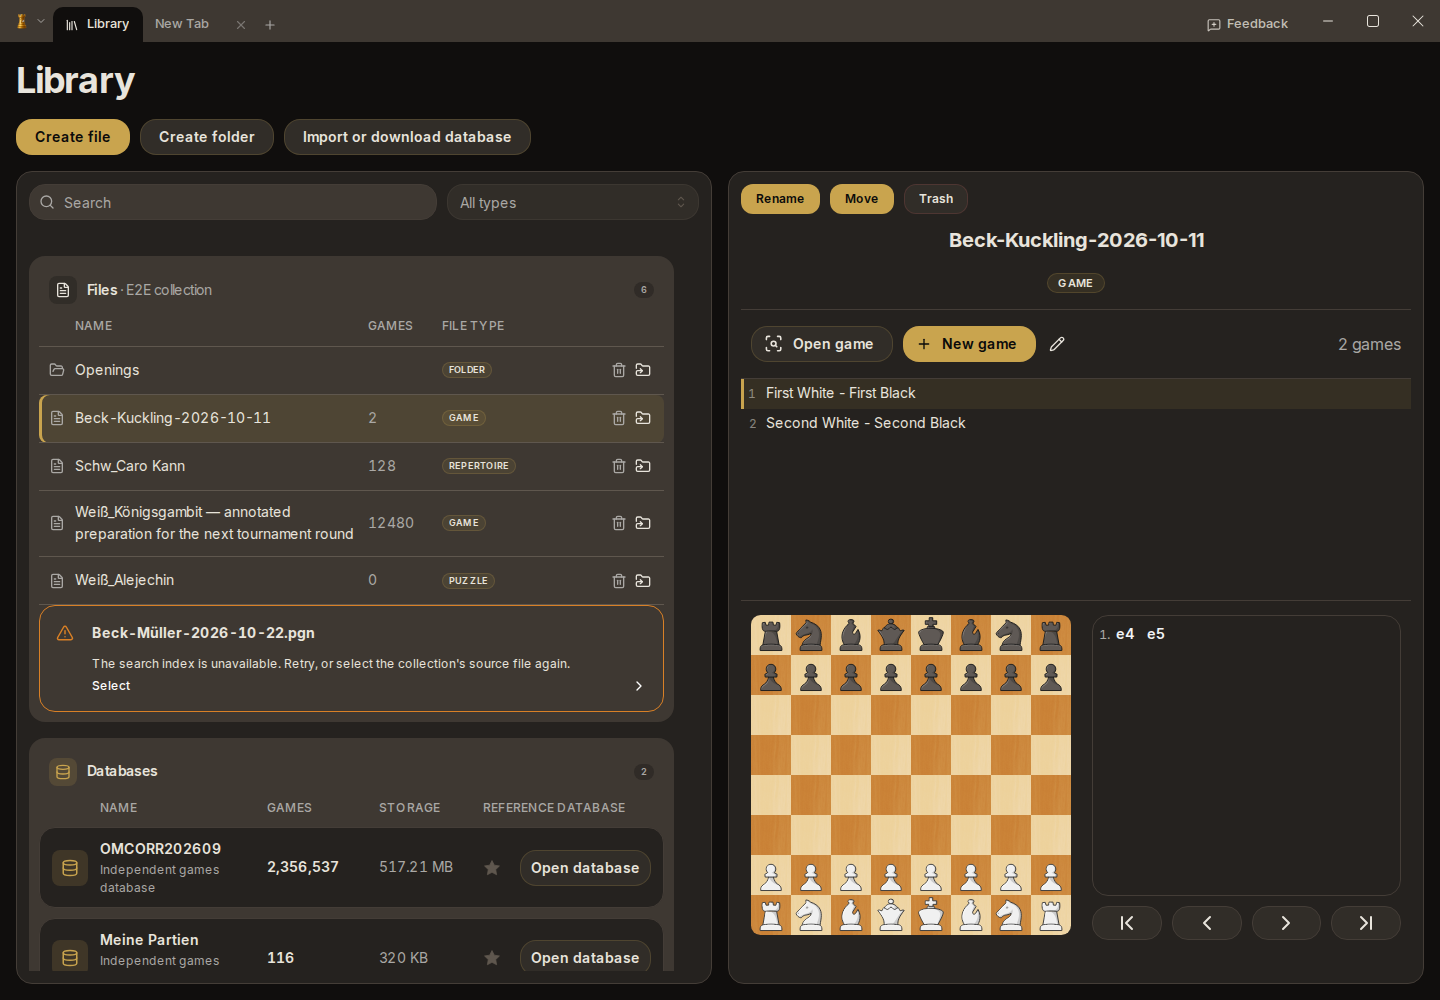 Library
New Tab
Feedback
Library
Create file
Create folder
Import or download database
Search
All types
Files · E2E collection
6
NAME
GAMES
FILE TYPE
Openings
FOLDER
Beck-Kuckling-2026-10-11
2
GAME
Schw_Caro Kann
128
REPERTOIRE
Weiß_Königsgambit — annotated
preparation for the next tournament round
12480
GAME
Weiß_Alejechin
0
PUZZLE
Beck-Müller-2026-10-22.pgn
The search index is unavailable. Retry, or select the collection's source file again.
Select
Databases
2
NAME
GAMES
STORAGE
REFERENCE DATABASE
OMCORR202609
Independent games
database
2,356,537
517.21 MB
Open database
Meine Partien
Independent games
116
320 KB
Open database
Rename
Move
Trash
Beck-Kuckling-2026-10-11
GAME
Open game
New game
2 games
1 First White - First Black
2 Second White - Second Black
1. e4 e5